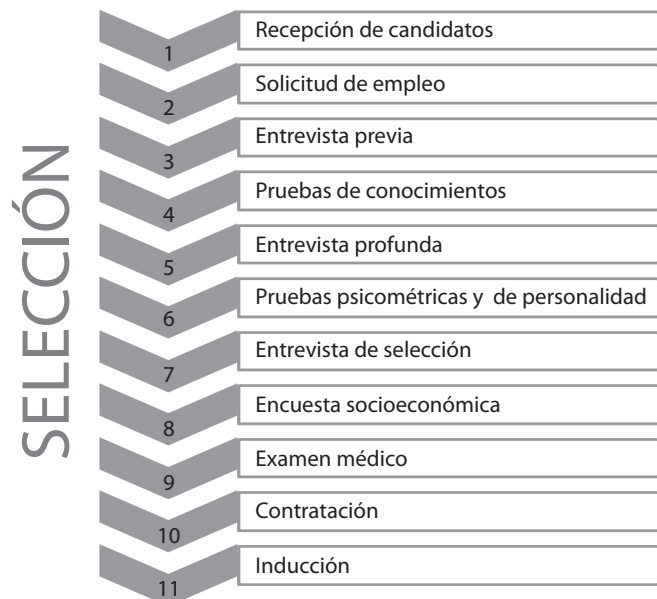 SELECCIÓN
1 Recepción de candidatos
2 Solicitud de empleo
3 Entrevista previa
4 Pruebas de conocimientos
5 Entrevista profunda
6 Pruebas psicométricas y de personalidad
7 Entrevista de selección
8 Encuesta socioeconómica
9 Examen médico
10 Contratación
11 Inducción